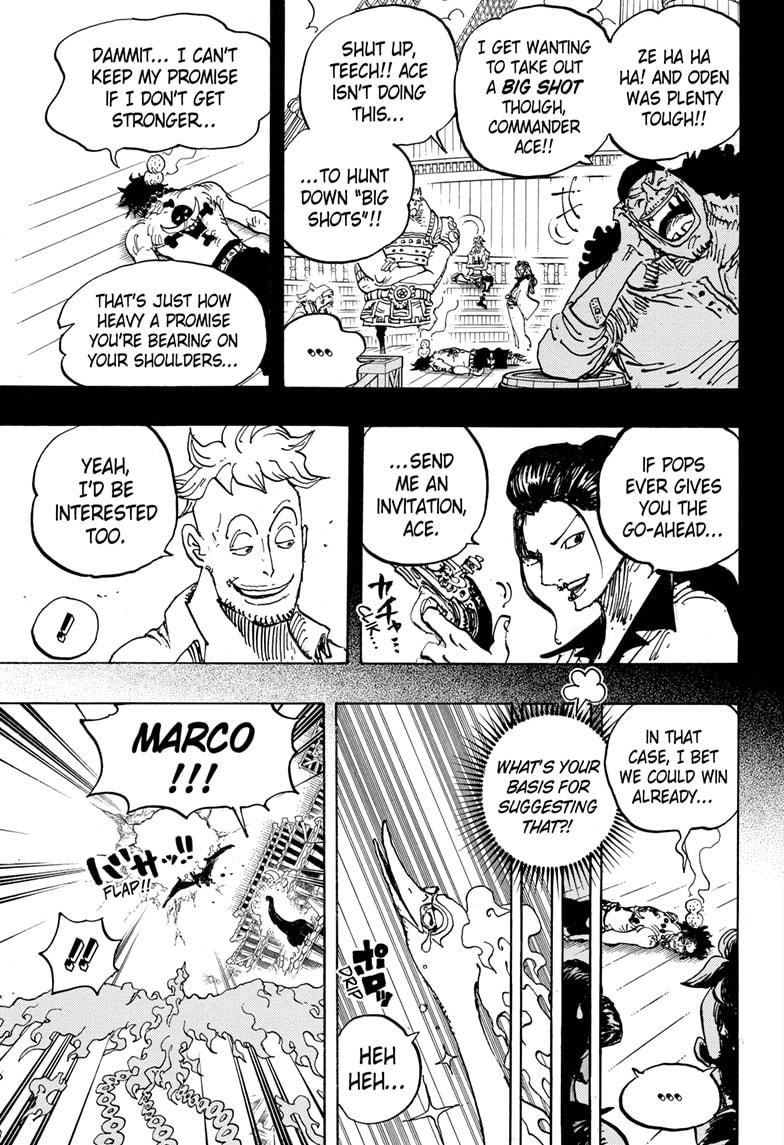 ZE HA HA
HA! AND ODEN
WAS PLENTY
TOUGH!!
I GET WANTING
TO TAKE OUT
A BIG SHOT
THOUGH,
COMMANDER
ACE!!
SHUT UP,
TEECH!! ACE
ISN'T DOING
THIS...
...TO HUNT
DOWN "BIG
SHOTS"!!
...
DAMMIT... I CAN'T
KEEP MY PROMISE
IF I DON'T GET
STRONGER...
THAT'S JUST HOW
HEAVY A PROMISE
YOU'RE BEARING ON
YOUR SHOULDERS...
IF POPS
EVER GIVES
YOU THE
GO-AHEAD...
...SEND
ME AN
INVITATION,
ACE.
カチャ…
CLIK...
YEAH,
I'D BE
INTERESTED
TOO.
!!
IN THAT
CASE, I BET
WE COULD WIN
ALREADY...
WHAT'S YOUR
BASIS FOR
SUGGESTING
THAT?!
...
ポロッ
DRIP
HEH
HEH...
MARCO
!!!
バサッ!!
FLAP!!
!!